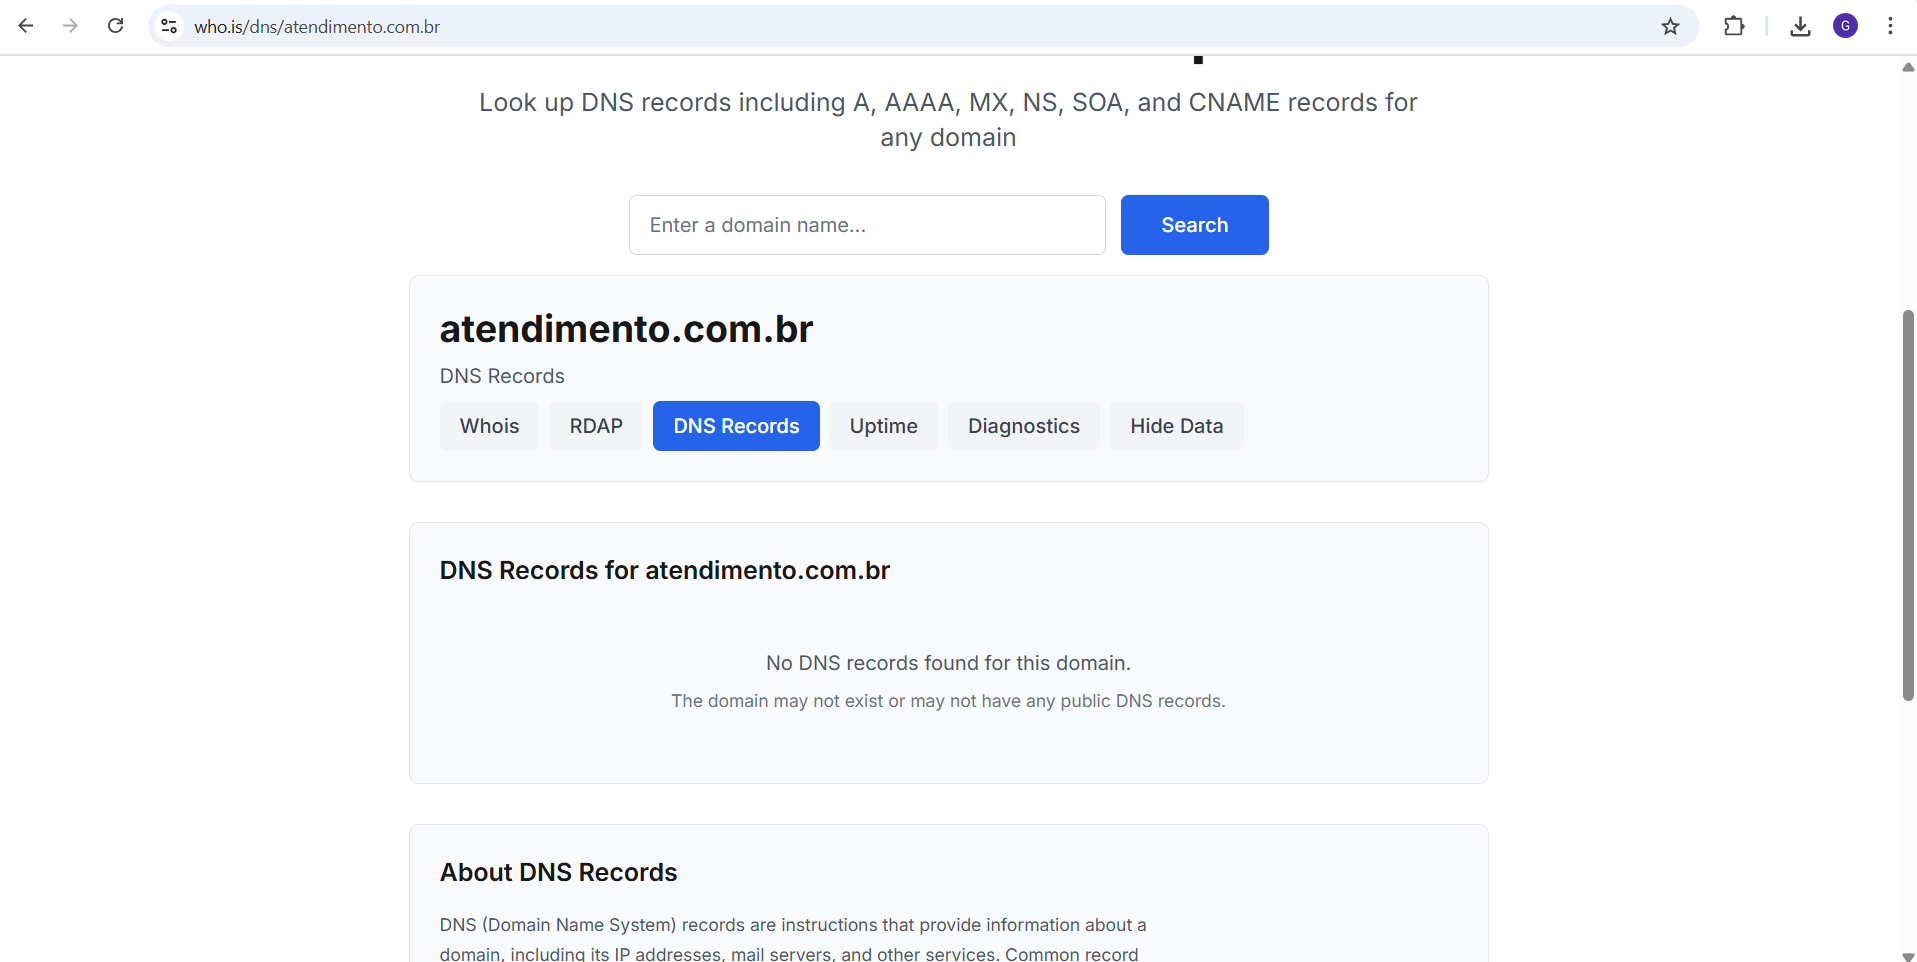 who.is/dns/atendimento.com.br
G
Look up DNS records including A, AAAA, MX, NS, SOA, and CNAME records for
any domain
Enter a domain name...
Search
atendimento.com.br
DNS Records
Whois
RDAP
DNS Records
Uptime
Diagnostics
Hide Data
DNS Records for atendimento.com.br
No DNS records found for this domain.
The domain may not exist or may not have any public DNS records.
About DNS Records
DNS (Domain Name System) records are instructions that provide information about a
domain, including its IP addresses, mail servers, and other services. Common record